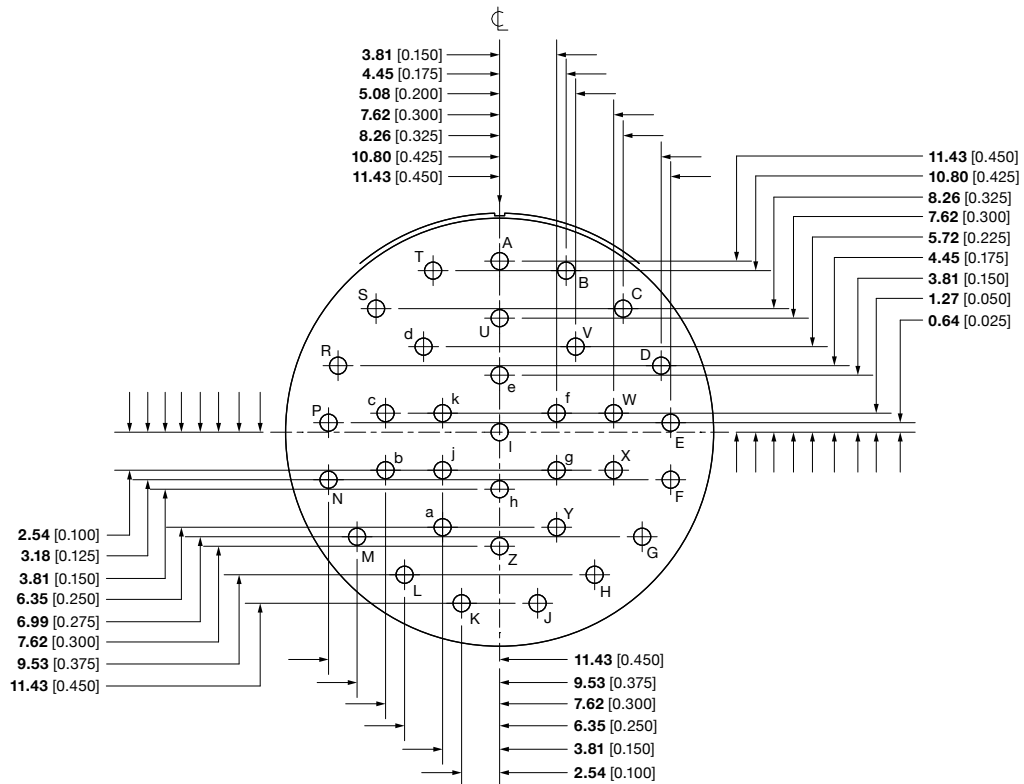 ℄
3.81 [0.150]
4.45 [0.175]
5.08 [0.200]
7.62 [0.300]
8.26 [0.325]
10.80 [0.425]
11.43 [0.450]
11.43 [0.450]
10.80 [0.425]
8.26 [0.325]
7.62 [0.300]
5.72 [0.225]
4.45 [0.175]
3.81 [0.150]
1.27 [0.050]
0.64 [0.025]
A
T
B
S
C
U
d
V
R
D
e
c
k
f
W
P
E
l
b
j
g
X
N
h
F
a
Y
M
Z
G
L
H
K
J
2.54 [0.100]
3.18 [0.125]
3.81 [0.150]
6.35 [0.250]
6.99 [0.275]
7.62 [0.300]
9.53 [0.375]
11.43 [0.450]
11.43 [0.450]
9.53 [0.375]
7.62 [0.300]
6.35 [0.250]
3.81 [0.150]
2.54 [0.100]